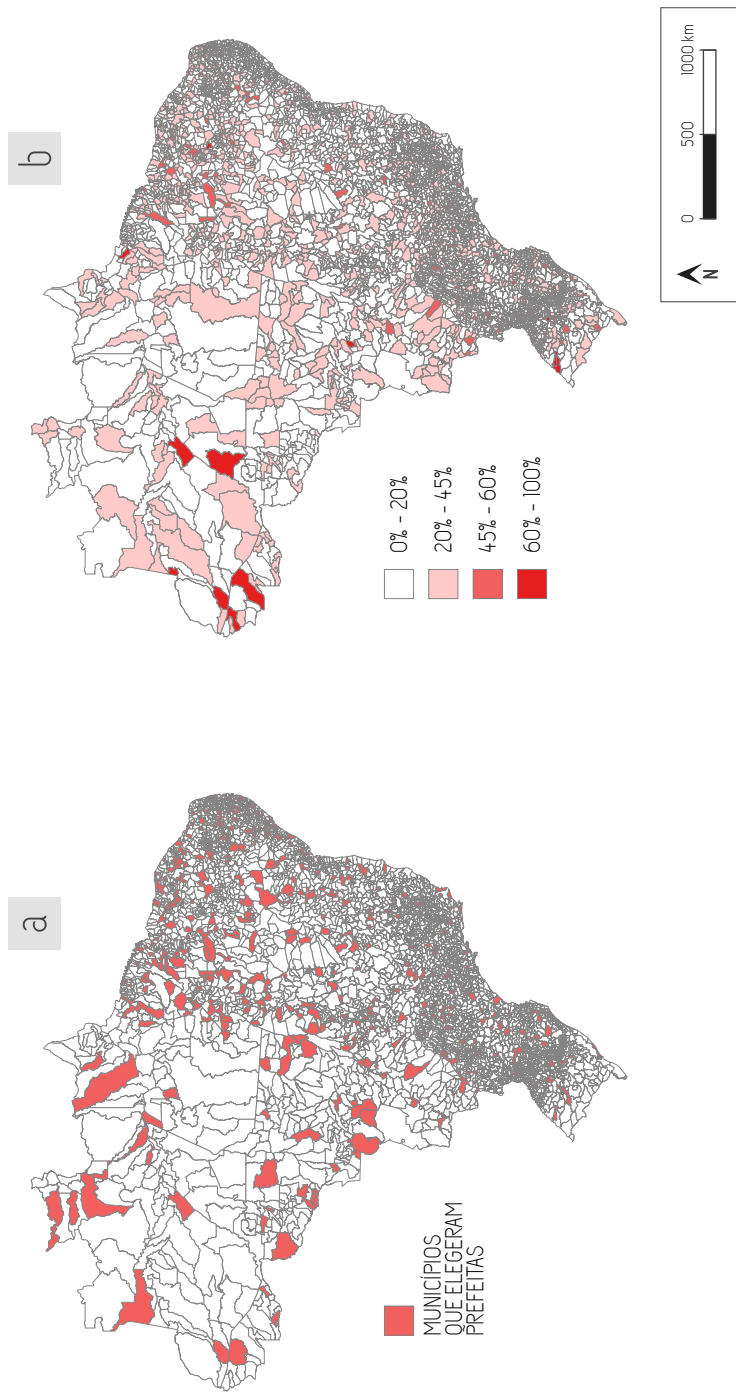 a
MUNICÍPIOS
QUE ELEGERAM
PREFEITAS
b
0% - 20%
20% - 45%
45% - 60%
60% - 100%
N
0 500 1000 km